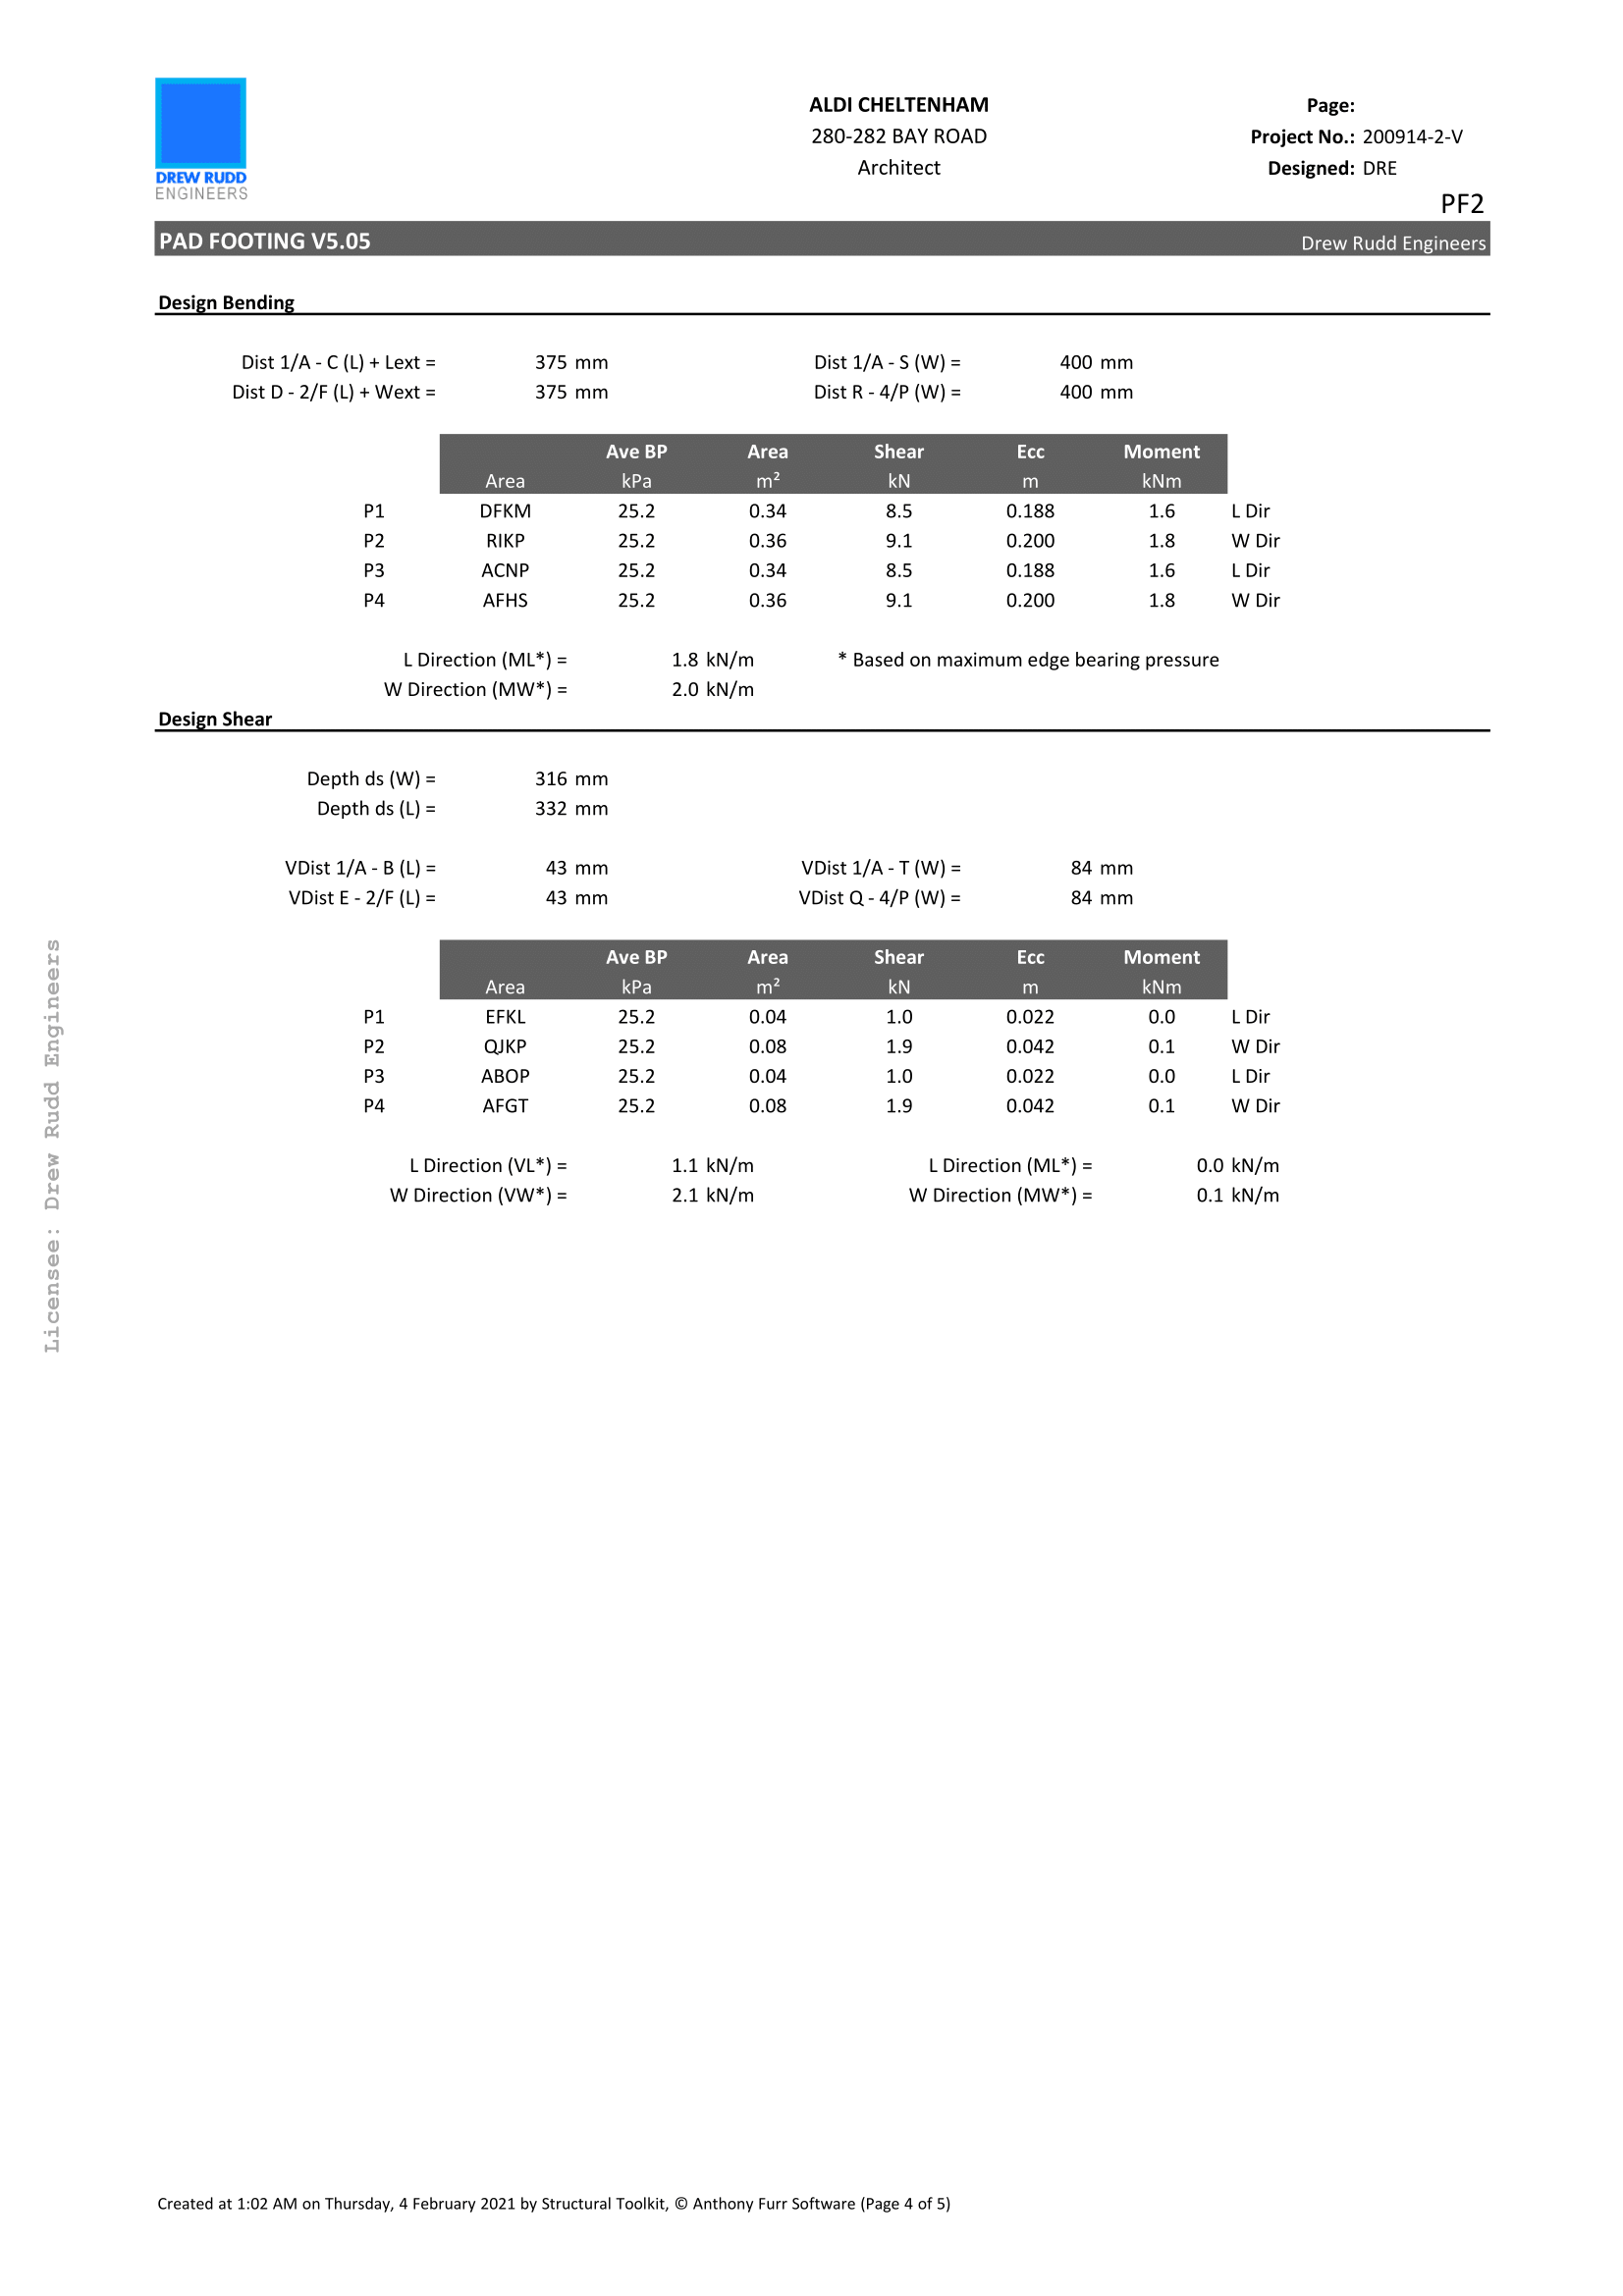 DREW RUDD
ENGINEERS
ALDI CHELTENHAM
280-282 BAY ROAD
Architect
Page:
Project No.: 200914-2-V
Designed: DRE
PF2
PAD FOOTING V5.05 Drew Rudd Engineers
Design Bending
Dist 1/A - C (L) + Lext = 375 mm Dist 1/A - S (W) = 400 mm
Dist D - 2/F (L) + Wext = 375 mm Dist R - 4/P (W) = 400 mm
Ave BP Area Shear Ecc Moment
Area kPa m² kN m kNm
P1 DFKM 25.2 0.34 8.5 0.188 1.6 L Dir
P2 RIKP 25.2 0.36 9.1 0.200 1.8 W Dir
P3 ACNP 25.2 0.34 8.5 0.188 1.6 L Dir
P4 AFHS 25.2 0.36 9.1 0.200 1.8 W Dir
L Direction (ML*) = 1.8 kN/m * Based on maximum edge bearing pressure
W Direction (MW*) = 2.0 kN/m
Design Shear
Depth ds (W) = 316 mm
Depth ds (L) = 332 mm
VDist 1/A - B (L) = 43 mm VDist 1/A - T (W) = 84 mm
VDist E - 2/F (L) = 43 mm VDist Q - 4/P (W) = 84 mm
Ave BP Area Shear Ecc Moment
Area kPa m² kN m kNm
P1 EFKL 25.2 0.04 1.0 0.022 0.0 L Dir
P2 QJKP 25.2 0.08 1.9 0.042 0.1 W Dir
P3 ABOP 25.2 0.04 1.0 0.022 0.0 L Dir
P4 AFGT 25.2 0.08 1.9 0.042 0.1 W Dir
L Direction (VL*) = 1.1 kN/m L Direction (ML*) = 0.0 kN/m
W Direction (VW*) = 2.1 kN/m W Direction (MW*) = 0.1 kN/m
Licensee: Drew Rudd Engineers
Created at 1:02 AM on Thursday, 4 February 2021 by Structural Toolkit, © Anthony Furr Software (Page 4 of 5)